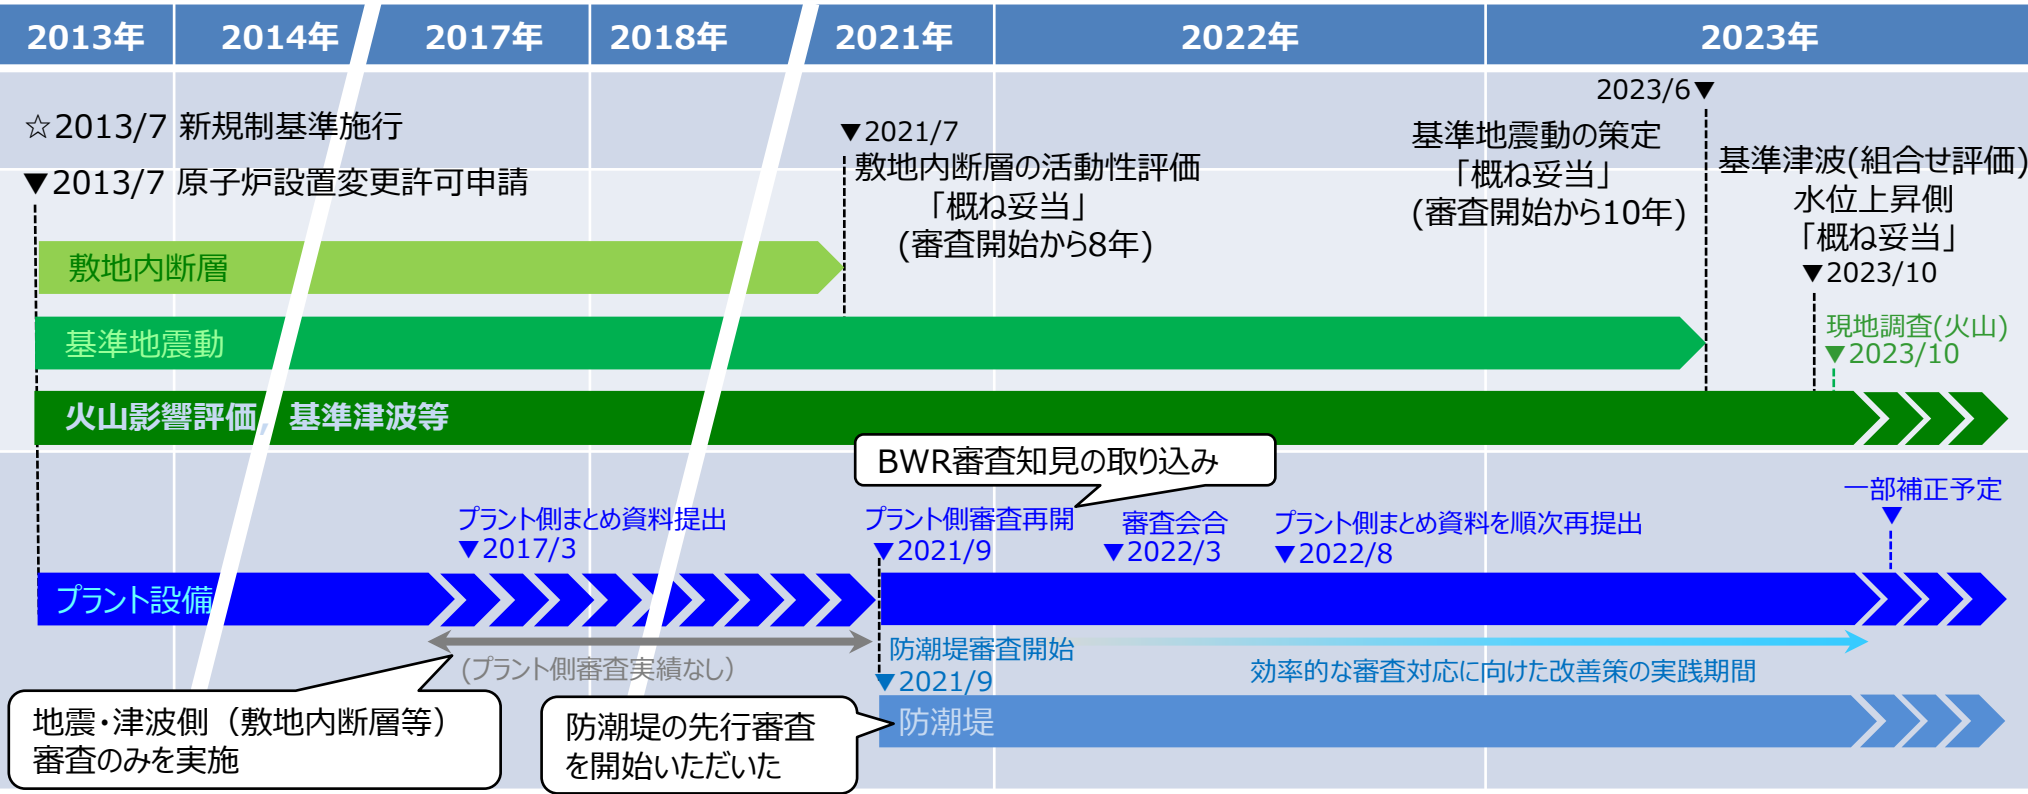 2013年
2014年
2017年
2018年
2021年
2022年
2023年
☆2013/7 新規制基準施行
▼2013/7 原子炉設置変更許可申請
▼2021/7
敷地内断層の活動性評価
「概ね妥当」
(審査開始から8年)
2023/6▼
基準地震動の策定
「概ね妥当」
(審査開始から10年)
基準津波(組合せ評価)
水位上昇側
「概ね妥当」
▼2023/10
現地調査(火山)
▼2023/10
敷地内断層
基準地震動
火山影響評価，基準津波等
BWR審査知見の取り込み
プラント側まとめ資料提出
▼2017/3
プラント側審査再開
▼2021/9
審査会合
▼2022/3
プラント側まとめ資料を順次再提出
▼2022/8
一部補正予定
▼
プラント設備
(プラント側審査実績なし）
防潮堤審査開始
▼2021/9
効率的な審査対応に向けた改善策の実践期間
防潮堤
地震・津波側（敷地内断層等）
審査のみを実施
防潮堤の先行審査
を開始いただいた